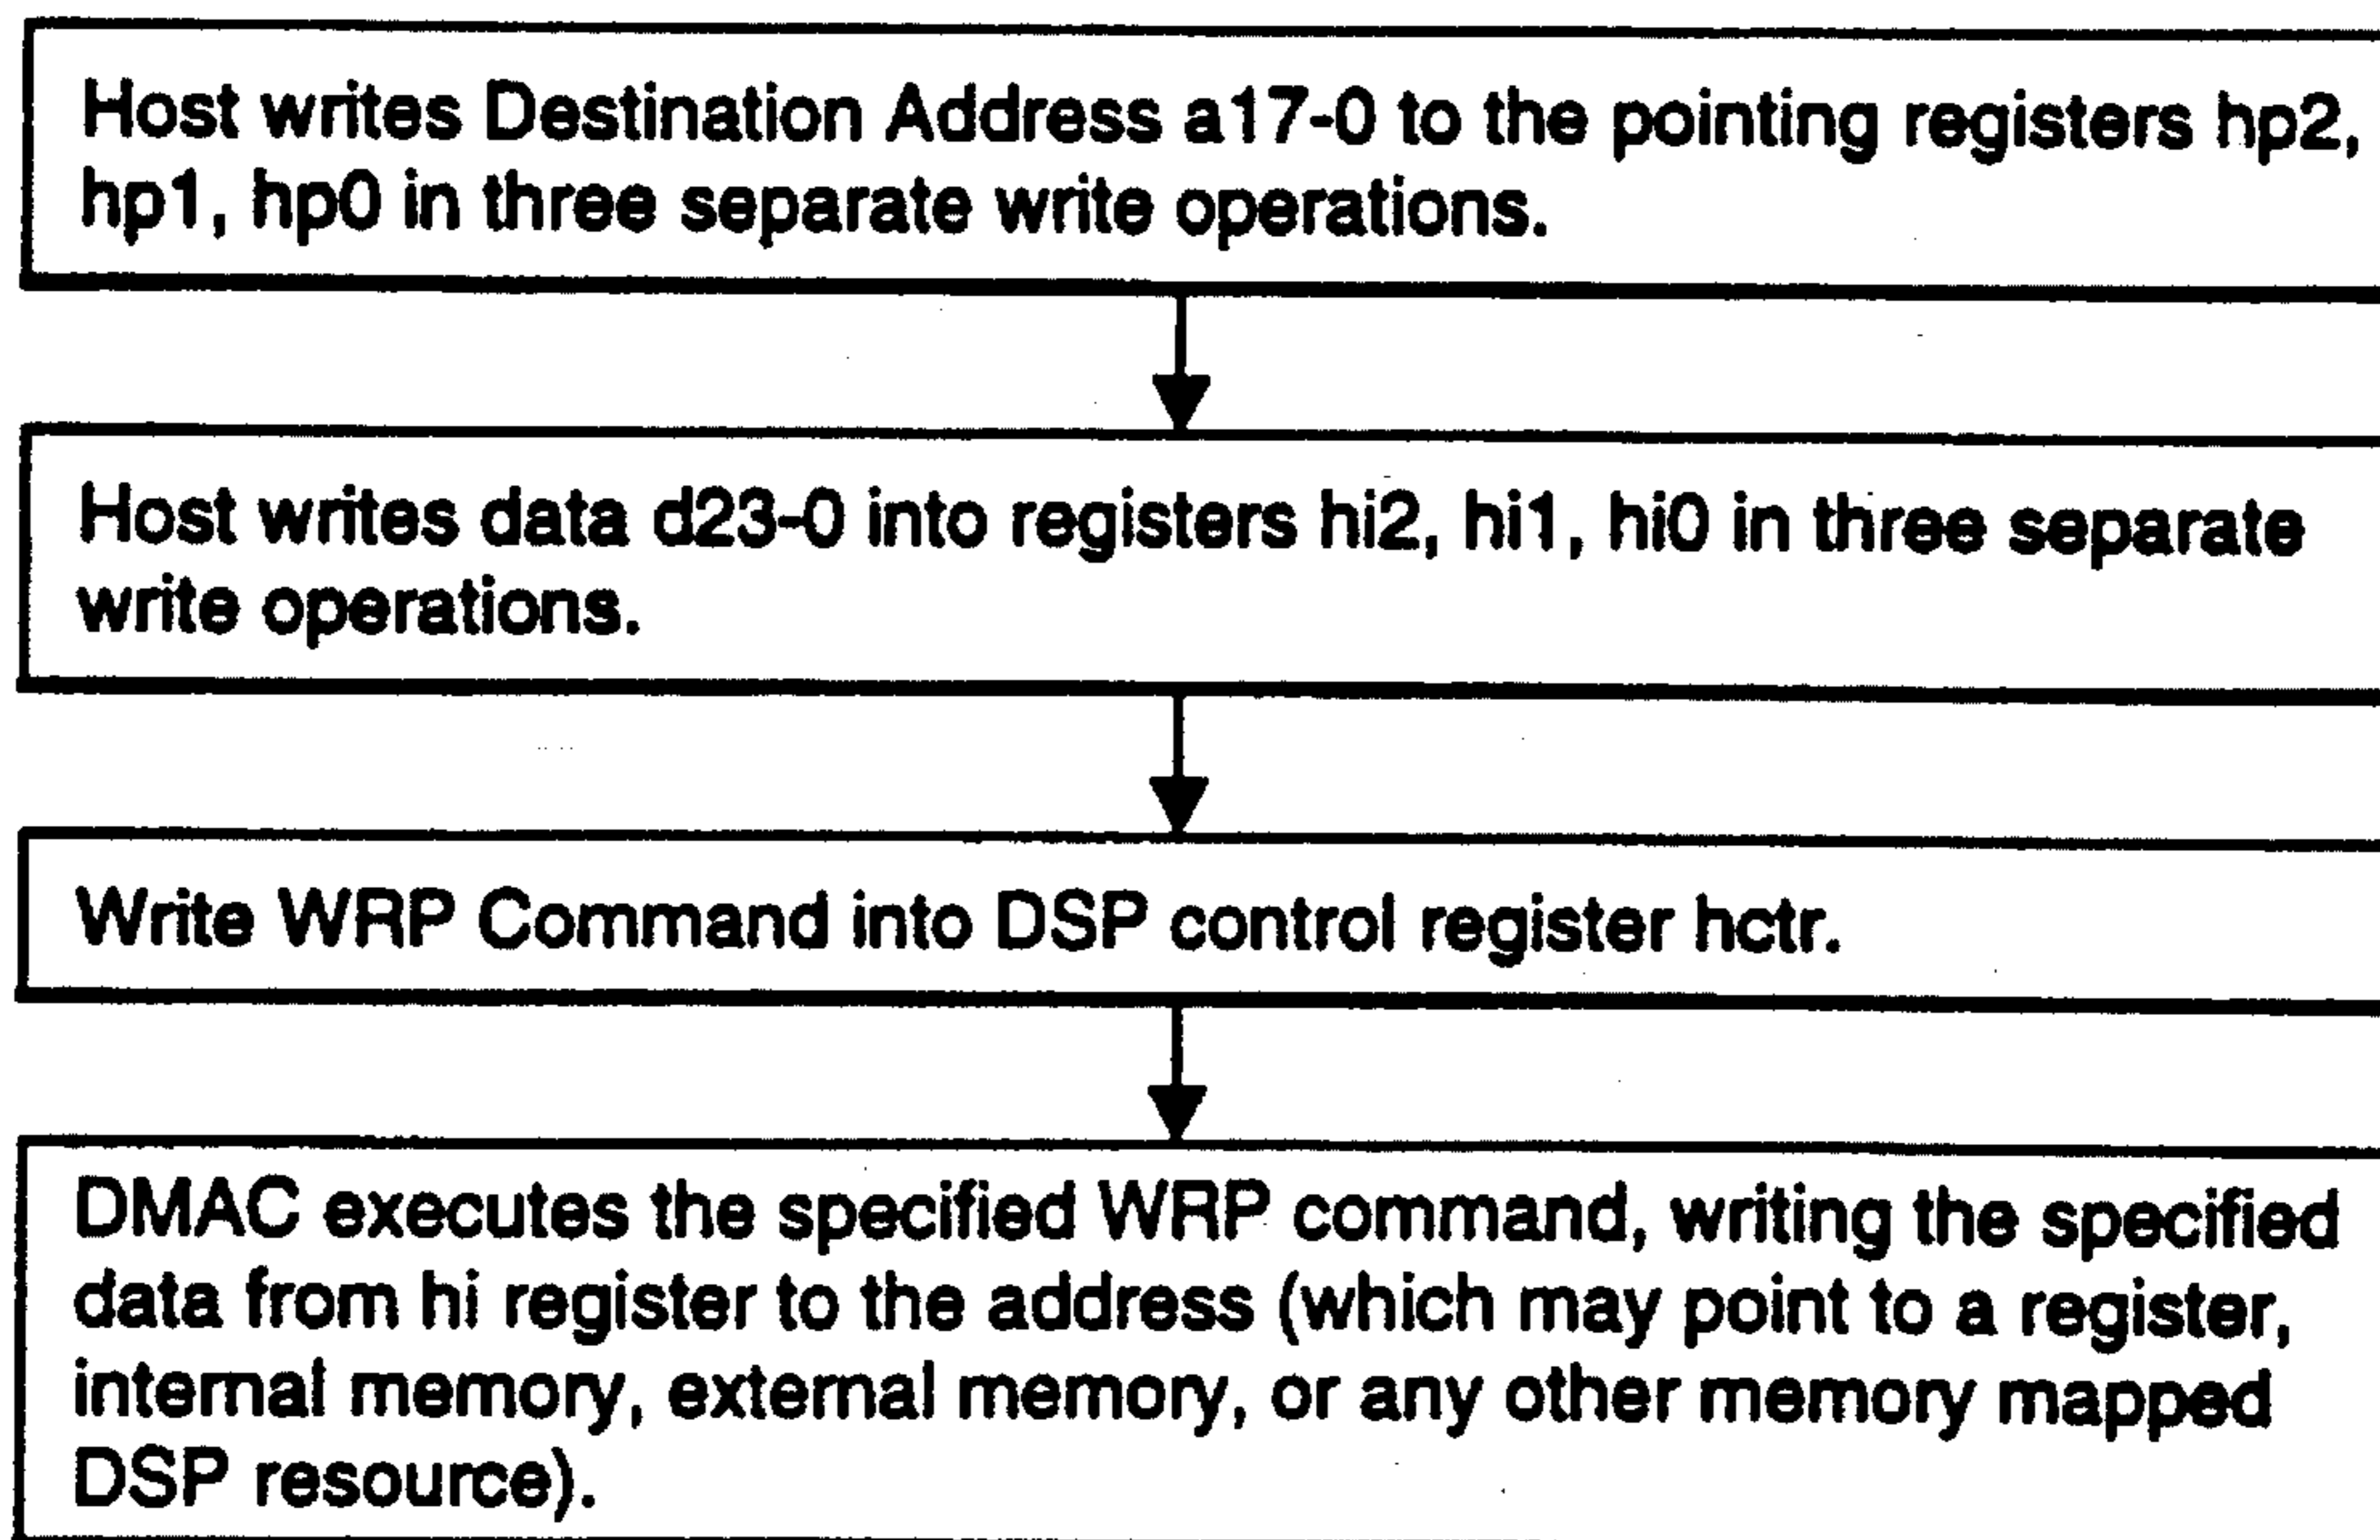 Host writes Destination Address a17-0 to the pointing registers hp2,
hp1, hp0 in three separate write operations.
Host writes data d23-0 into registers hi2, hi1, hi0 in three separate
write operations.
Write WRP Command into DSP control register hctr.
DMAC executes the specified WRP command, writing the specified
data from hi register to the address (which may point to a register,
internal memory, external memory, or any other memory mapped
DSP resource).